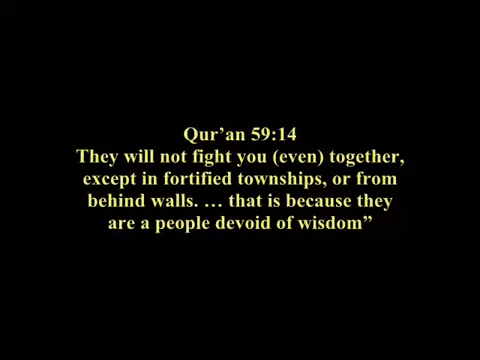 Qur’an 59:14
They will not fight you (even) together,
except in fortified townships, or from
behind walls. … that is because they
are a people devoid of wisdom”